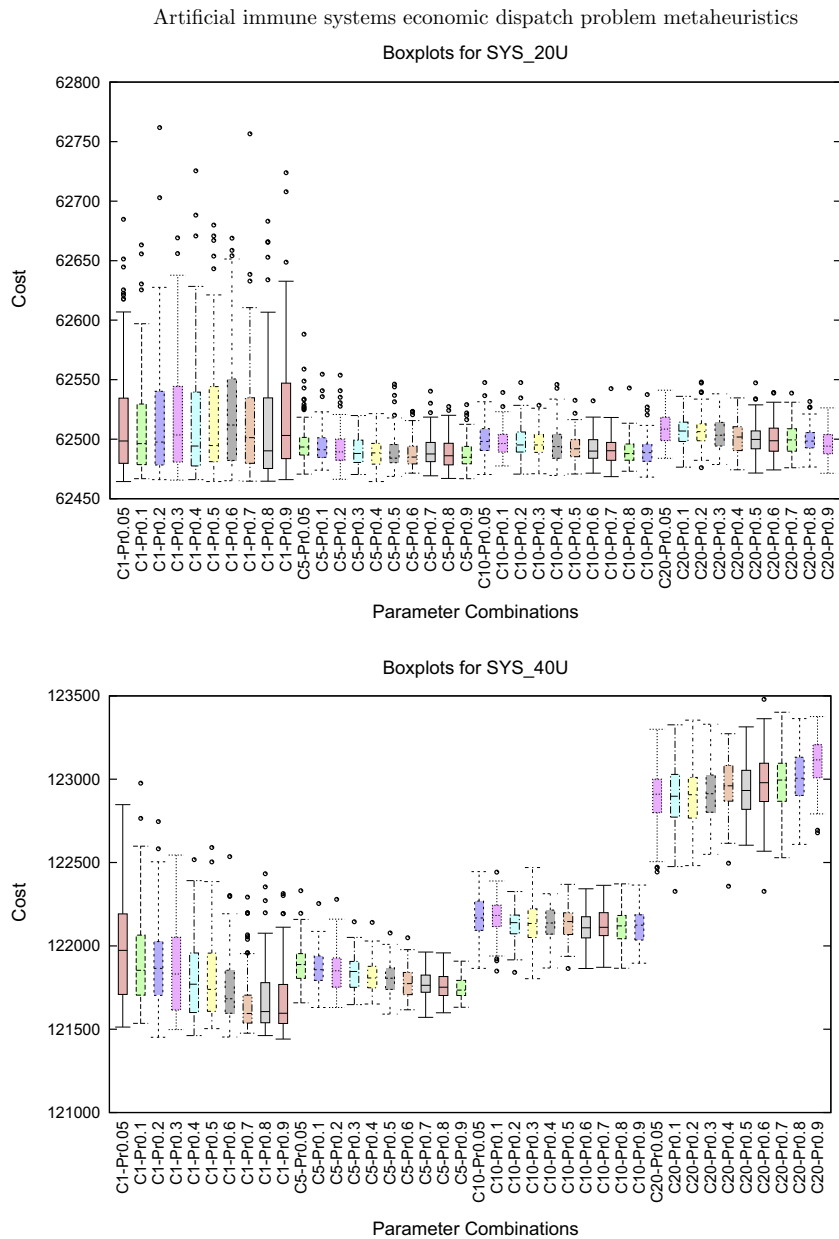 Artificial immune systems economic dispatch problem metaheuristics
Boxplots for SYS_20U
62800
62750
62700
62650
62600
62550
62500
62450
Cost
C1-Pr0.05
C1-Pr0.1
C1-Pr0.2
C1-Pr0.3
C1-Pr0.4
C1-Pr0.5
C1-Pr0.6
C1-Pr0.7
C1-Pr0.8
C1-Pr0.9
C5-Pr0.05
C5-Pr0.1
C5-Pr0.2
C5-Pr0.3
C5-Pr0.4
C5-Pr0.5
C5-Pr0.6
C5-Pr0.7
C5-Pr0.8
C5-Pr0.9
C10-Pr0.05
C10-Pr0.1
C10-Pr0.2
C10-Pr0.3
C10-Pr0.4
C10-Pr0.5
C10-Pr0.6
C10-Pr0.7
C10-Pr0.8
C10-Pr0.9
C20-Pr0.05
C20-Pr0.1
C20-Pr0.2
C20-Pr0.3
C20-Pr0.4
C20-Pr0.5
C20-Pr0.6
C20-Pr0.7
C20-Pr0.8
C20-Pr0.9
Parameter Combinations
Boxplots for SYS_40U
123500
123000
122500
122000
121500
121000
Cost
C1-Pr0.05
C1-Pr0.1
C1-Pr0.2
C1-Pr0.3
C1-Pr0.4
C1-Pr0.5
C1-Pr0.6
C1-Pr0.7
C1-Pr0.8
C1-Pr0.9
C5-Pr0.05
C5-Pr0.1
C5-Pr0.2
C5-Pr0.3
C5-Pr0.4
C5-Pr0.5
C5-Pr0.6
C5-Pr0.7
C5-Pr0.8
C5-Pr0.9
C10-Pr0.05
C10-Pr0.1
C10-Pr0.2
C10-Pr0.3
C10-Pr0.4
C10-Pr0.5
C10-Pr0.6
C10-Pr0.7
C10-Pr0.8
C10-Pr0.9
C20-Pr0.05
C20-Pr0.1
C20-Pr0.2
C20-Pr0.3
C20-Pr0.4
C20-Pr0.5
C20-Pr0.6
C20-Pr0.7
C20-Pr0.8
C20-Pr0.9
Parameter Combinations